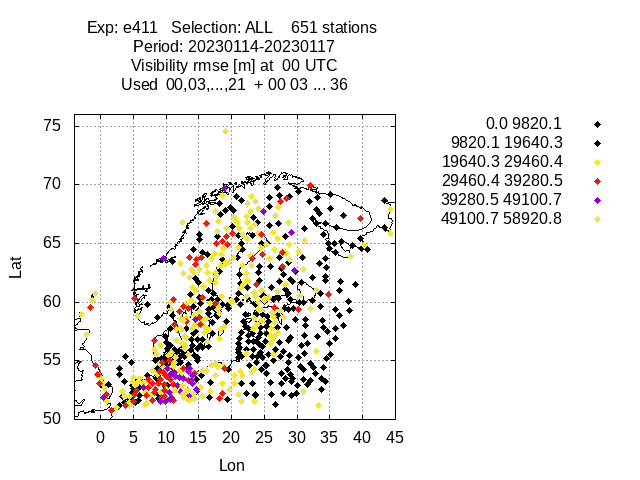 Exp: e411   Selection: ALL    651 stations
Period: 20230114-20230117
Visibility rmse [m] at  00 UTC
Used  00,03,...,21  + 00 03 ... 36
0.0 9820.1
9820.1 19640.3
19640.3 29460.4
29460.4 39280.5
39280.5 49100.7
49100.7 58920.8
75
70
65
60
55
50
Lat
0 5 10 15 20 25 30 35 40 45
Lon